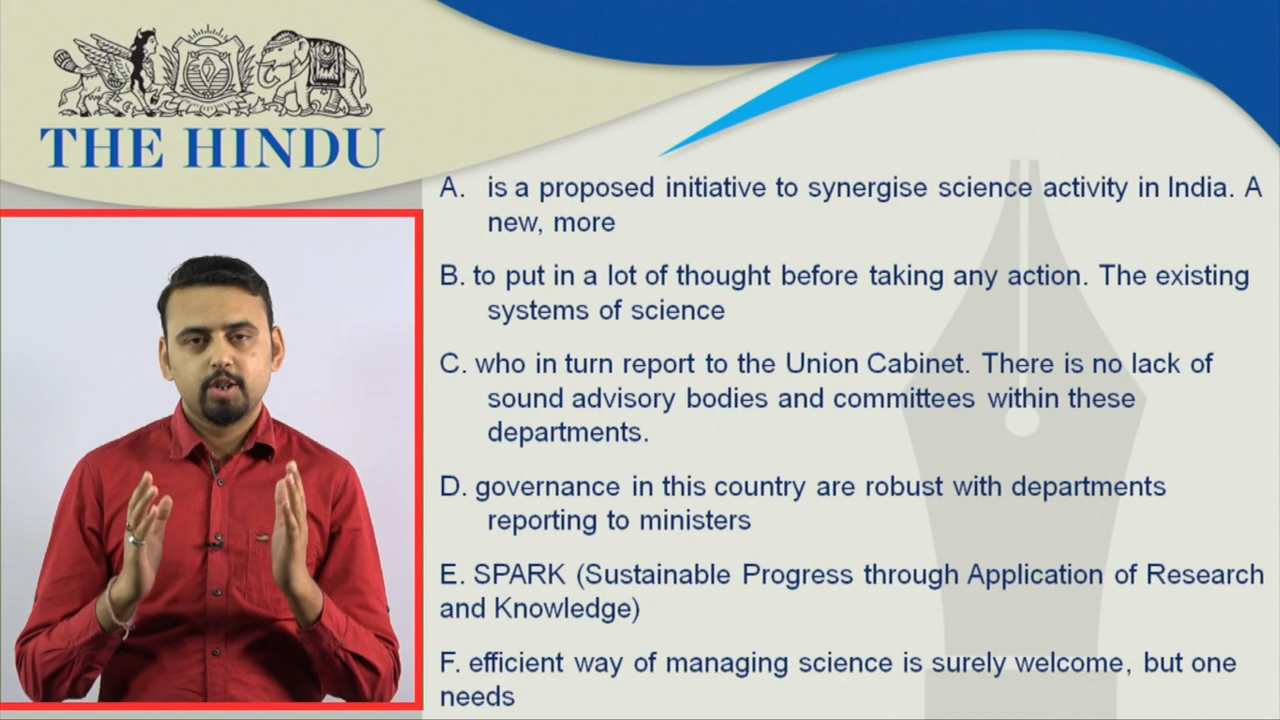 THE HINDU
A. is a proposed initiative to synergise science activity in India. A
new, more
B. to put in a lot of thought before taking any action. The existing
systems of science
C. who in turn report to the Union Cabinet. There is no lack of
sound advisory bodies and committees within these
departments.
D. governance in this country are robust with departments
reporting to ministers
E. SPARK (Sustainable Progress through Application of Research
and Knowledge)
F. efficient way of managing science is surely welcome, but one
needs